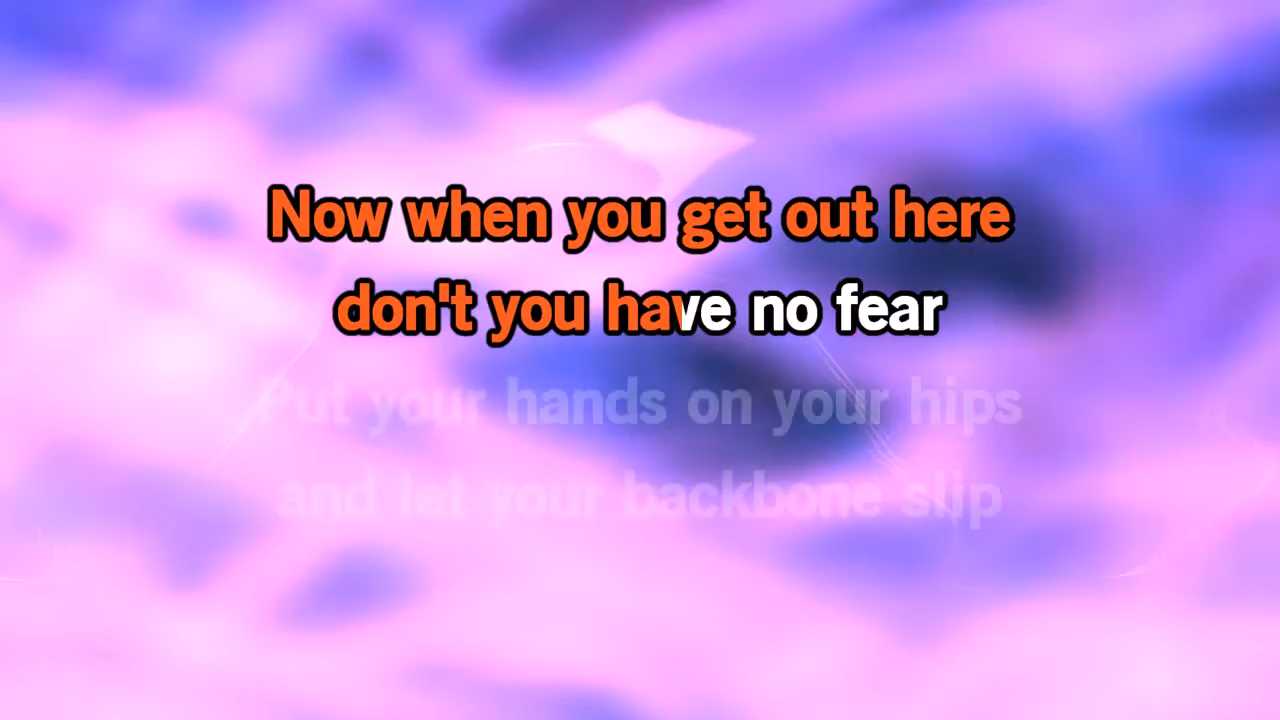 Now when you get out here
don't you have no fear
Put your hands on your hips
and let your backbone slip